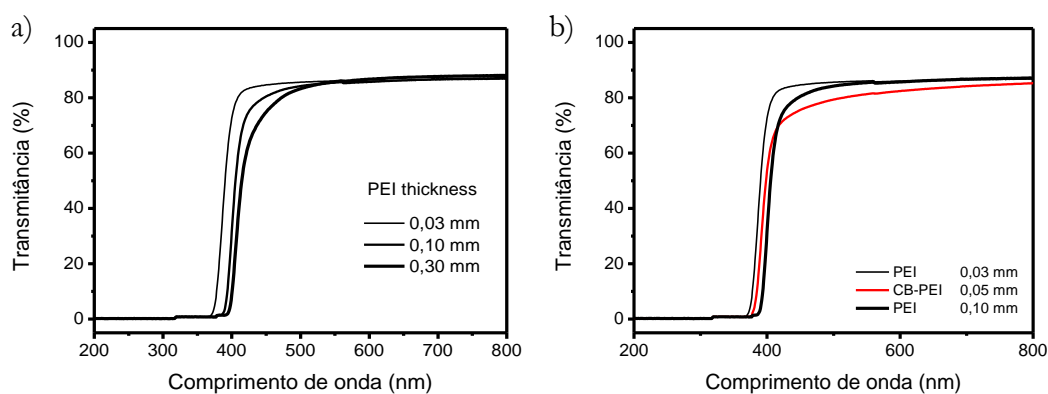 a)
Transmitância (%)
100
80
60
40
20
0
PEI thickness
0,03 mm
0,10 mm
0,30 mm
200 300 400 500 600 700 800
Comprimento de onda (nm)
b)
Transmitância (%)
100
80
60
40
20
0
PEI 0,03 mm
CB-PEI 0,05 mm
PEI 0,10 mm
200 400 600 800
Comprimento de onda (nm)